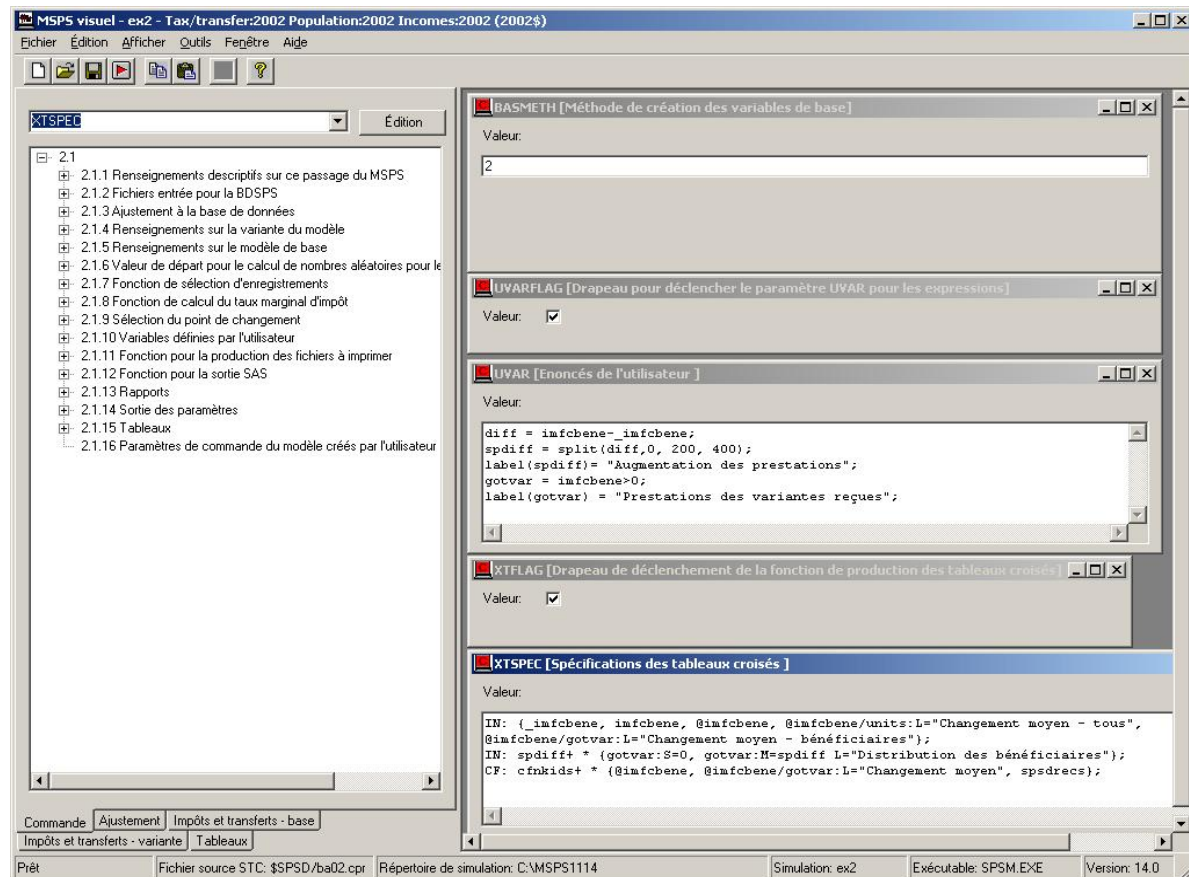 MSPS visuel - ex2 - Tax/transfer:2002 Population:2002 Incomes:2002 (2002$)
Fichier Édition Afficher Outils Fenêtre Aide
XTSPEC
Édition
2.1
2.1.1 Renseignements descriptifs sur ce passage du MSPS
2.1.2 Fichiers entrée pour la BDSPS
2.1.3 Ajustement à la base de données
2.1.4 Renseignements sur la variante du modèle
2.1.5 Renseignements sur le modèle de base
2.1.6 Valeur de départ pour le calcul de nombres aléatoires pour le
2.1.7 Fonction de sélection d'enregistrements
2.1.8 Fonction de calcul du taux marginal d'impôt
2.1.9 Sélection du point de changement
2.1.10 Variables définies par l'utilisateur
2.1.11 Fonction pour la production des fichiers à imprimer
2.1.12 Fonction pour la sortie SAS
2.1.13 Rapports
2.1.14 Sortie des paramètres
2.1.15 Tableaux
2.1.16 Paramètres de commande du modèle créés par l'utilisateur
Commande Ajustement Impôts et transferts - base
Impôts et transferts - variante Tableaux
BASMETH [Méthode de création des variables de base]
Valeur:
2
UVARFLAG [Drapeau pour déclencher le paramètre UVAR pour les expressions]
Valeur:
UVAR [Enoncés de l'utilisateur ]
Valeur:
diff = imfcbene-_imfcbene;
spdiff = split(diff,0, 200, 400);
label(spdiff)= "Augmentation des prestations";
gotvar = imfcbene>0;
label(gotvar) = "Prestations des variantes reçues";
XTFLAG [Drapeau de déclenchement de la fonction de production des tableaux croisés]
Valeur:
XTSPEC [Spécifications des tableaux croisés ]
Valeur:
IN: {_imfcbene, imfcbene, @imfcbene, @imfcbene/units:L="Changement moyen - tous",
@imfcbene/gotvar:L="Changement moyen - bénéficiaires"};
IN: spdiff+ * {gotvar:S=0, gotvar:M=spdiff L="Distribution des bénéficiaires"};
CF: cfnkids+ * {@imfcbene, @imfcbene/gotvar:L="Changement moyen", spsdrecs};
Prêt
Fichier source STC: $SPSD/ba02.cpr
Répertoire de simulation: C:\MSPS1114
Simulation: ex2
Exécutable: SPSM.EXE
Version: 14.0